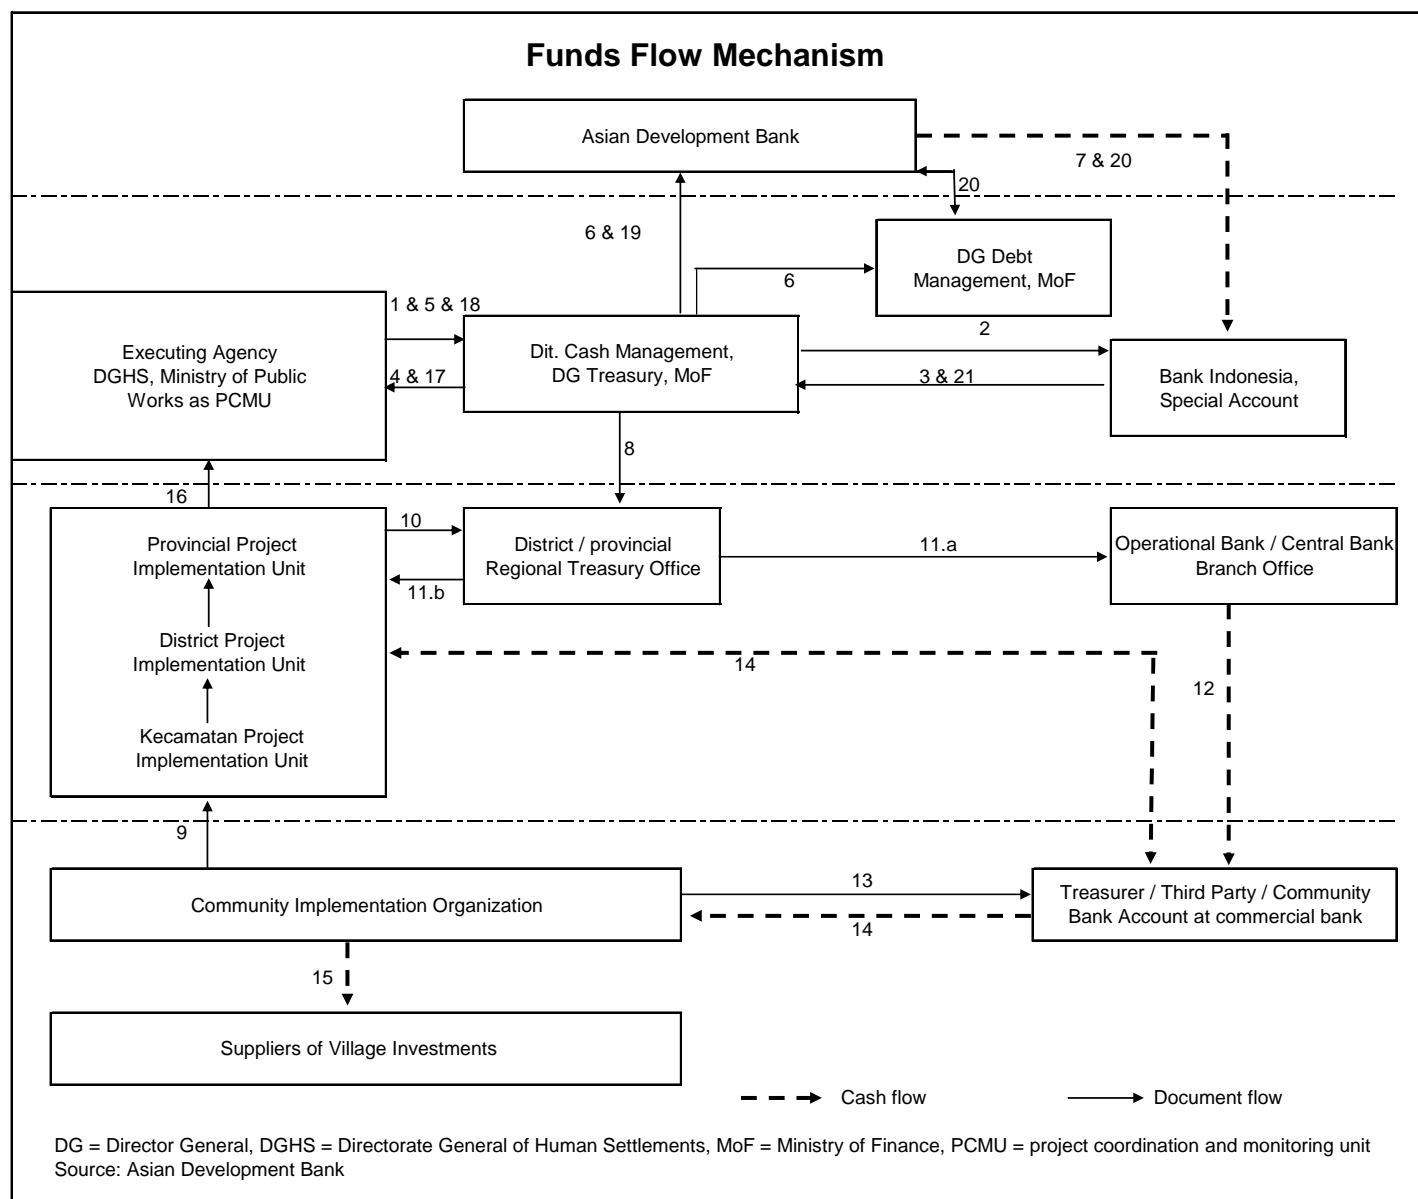 Funds Flow Mechanism
Asian Development Bank
7 & 20
20
6 & 19
DG Debt
Management, MoF
6
1 & 5 & 18
2
Executing Agency
DGHS, Ministry of Public
Works as PCMU
Dit. Cash Management,
DG Treasury, MoF
4 & 17
3 & 21
Bank Indonesia,
Special Account
8
16
10
Provincial Project
Implementation Unit
District / provincial
Regional Treasury Office
11.a
Operational Bank / Central Bank
Branch Office
11.b
District Project
Implementation Unit
14
12
Kecamatan Project
Implementation Unit
9
13
Community Implementation Organization
Treasurer / Third Party / Community
Bank Account at commercial bank
14
15
Suppliers of Village Investments
Cash flow
Document flow
DG = Director General, DGHS = Directorate General of Human Settlements, MoF = Ministry of Finance, PCMU = project coordination and monitoring unit
Source: Asian Development Bank